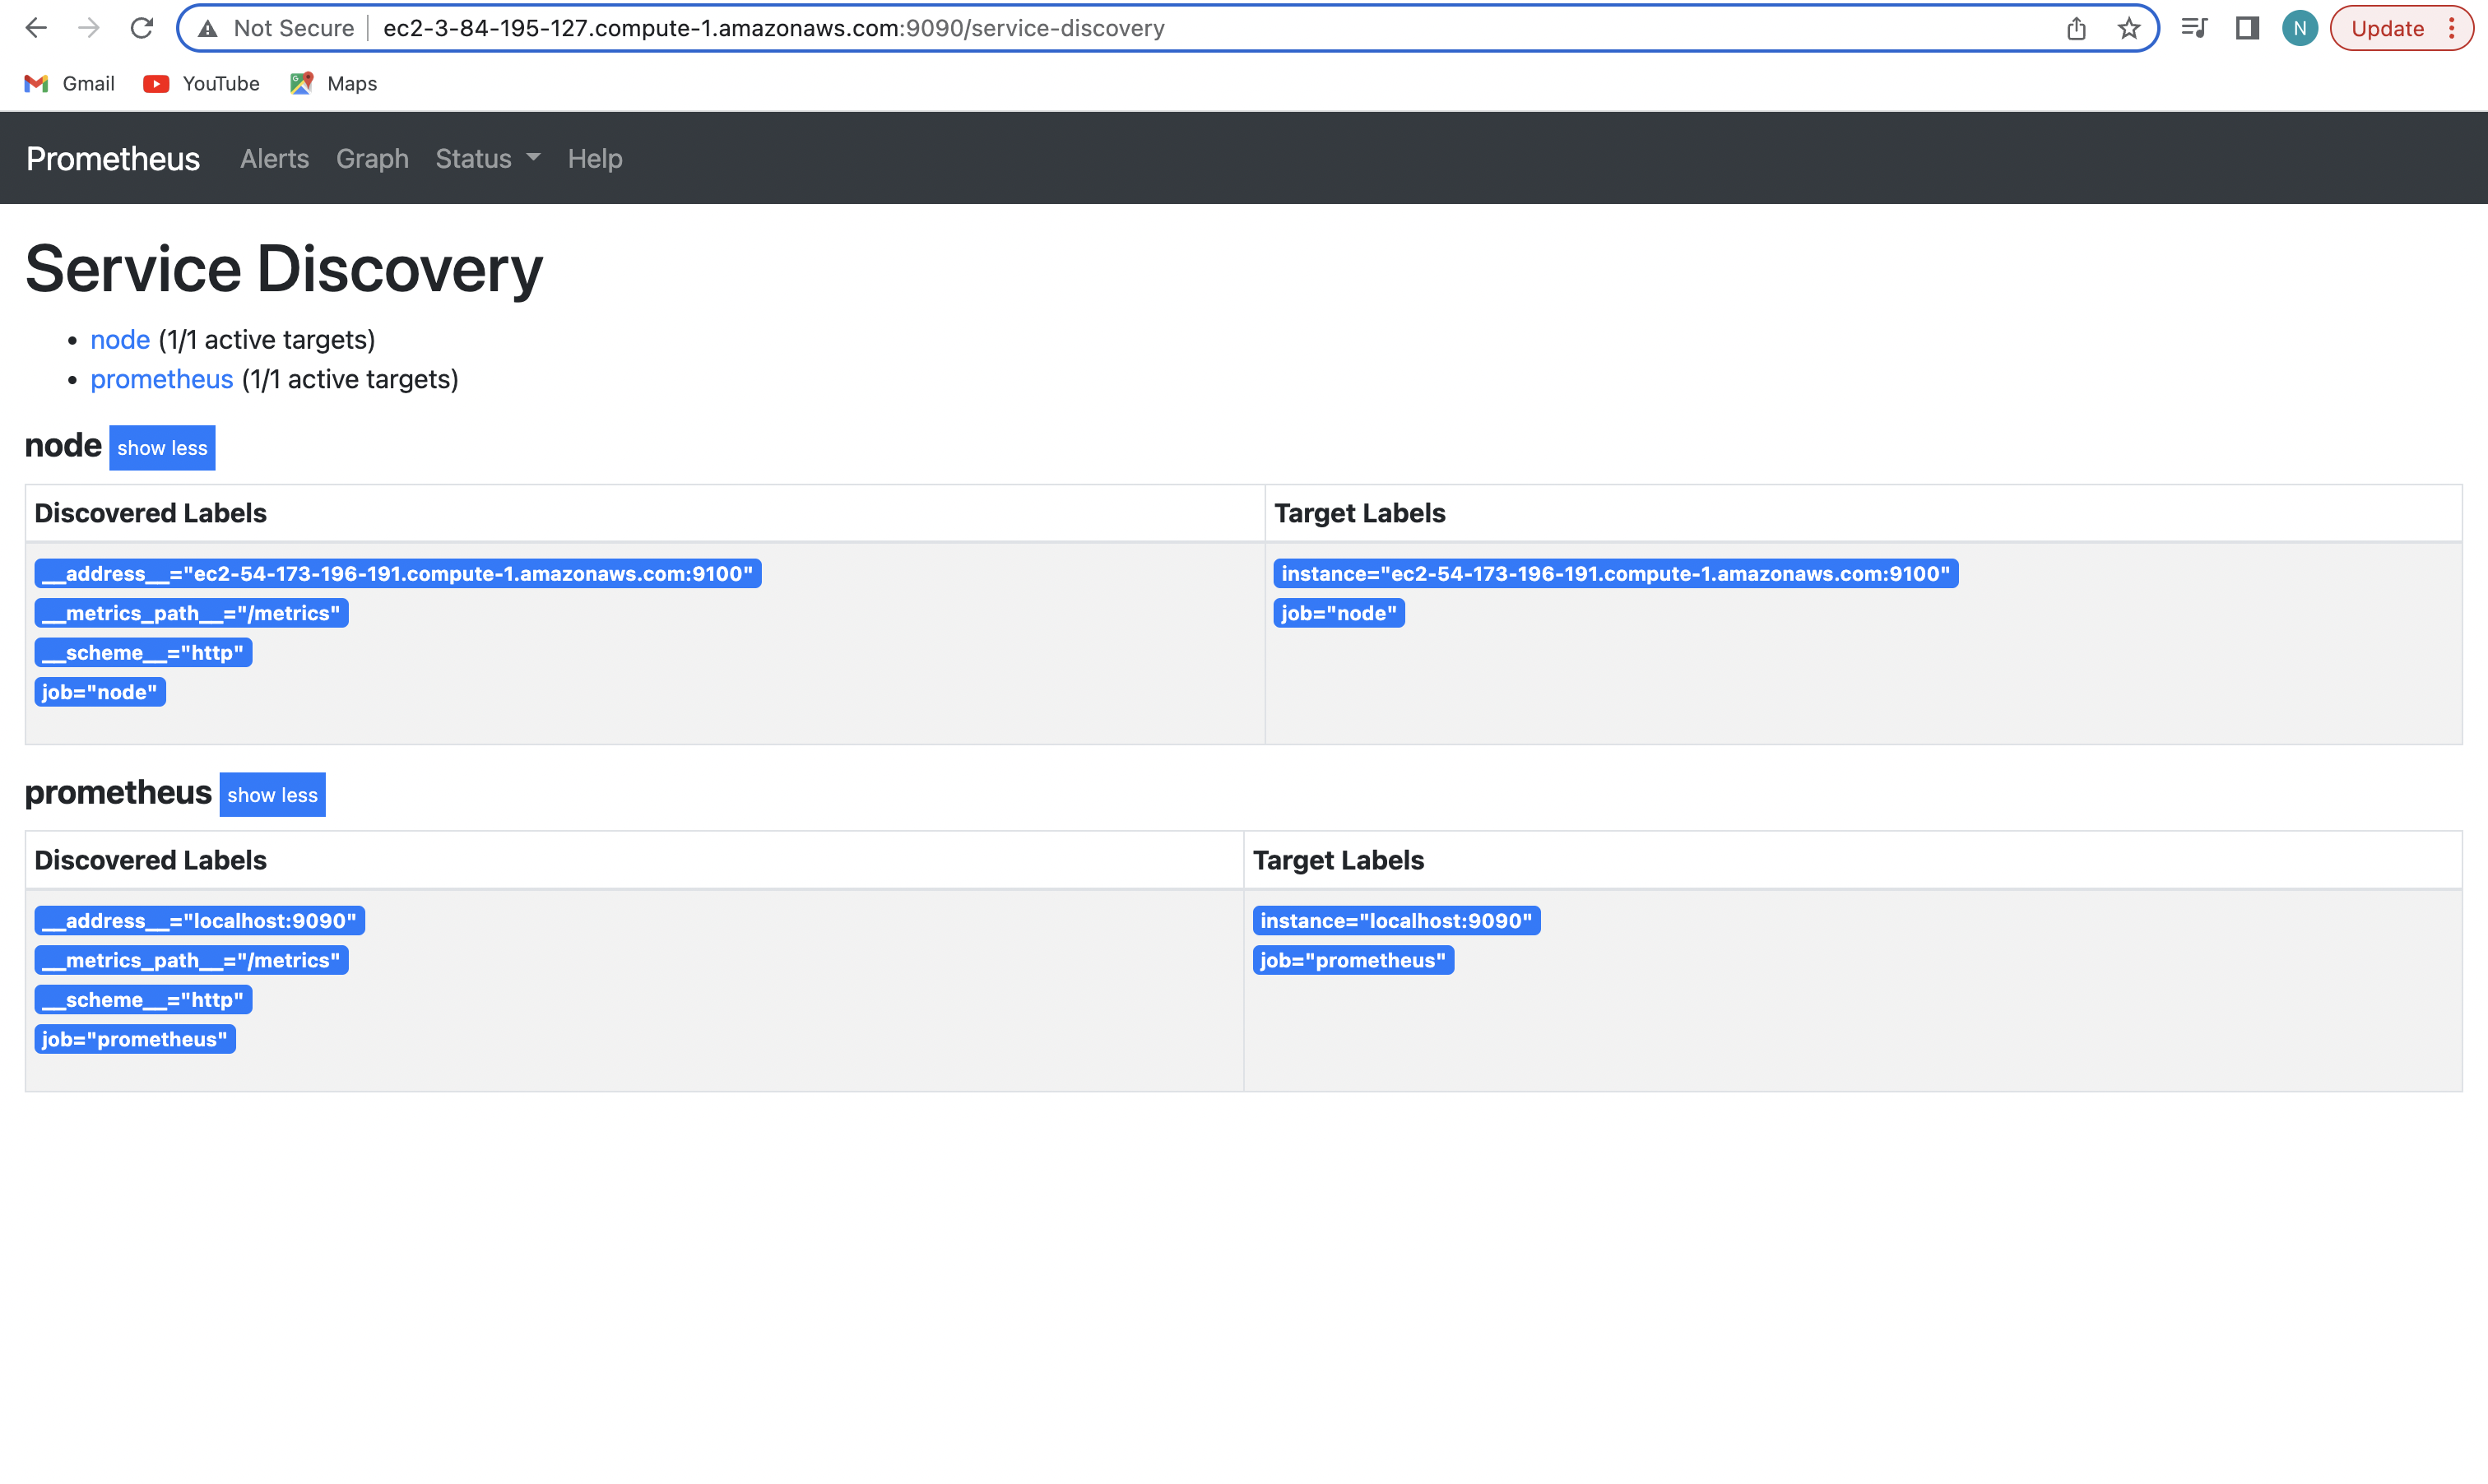 Not Secure ec2-3-84-195-127.compute-1.amazonaws.com:9090/service-discovery N Update
Gmail YouTube Maps
Prometheus Alerts Graph Status Help
Service Discovery
node (1/1 active targets)
prometheus (1/1 active targets)
node show less
Discovered Labels Target Labels
__address__="ec2-54-173-196-191.compute-1.amazonaws.com:9100" instance="ec2-54-173-196-191.compute-1.amazonaws.com:9100"
__metrics_path__="/metrics" job="node"
__scheme__="http"
job="node"
prometheus show less
Discovered Labels Target Labels
__address__="localhost:9090" instance="localhost:9090"
__metrics_path__="/metrics" job="prometheus"
__scheme__="http"
job="prometheus"